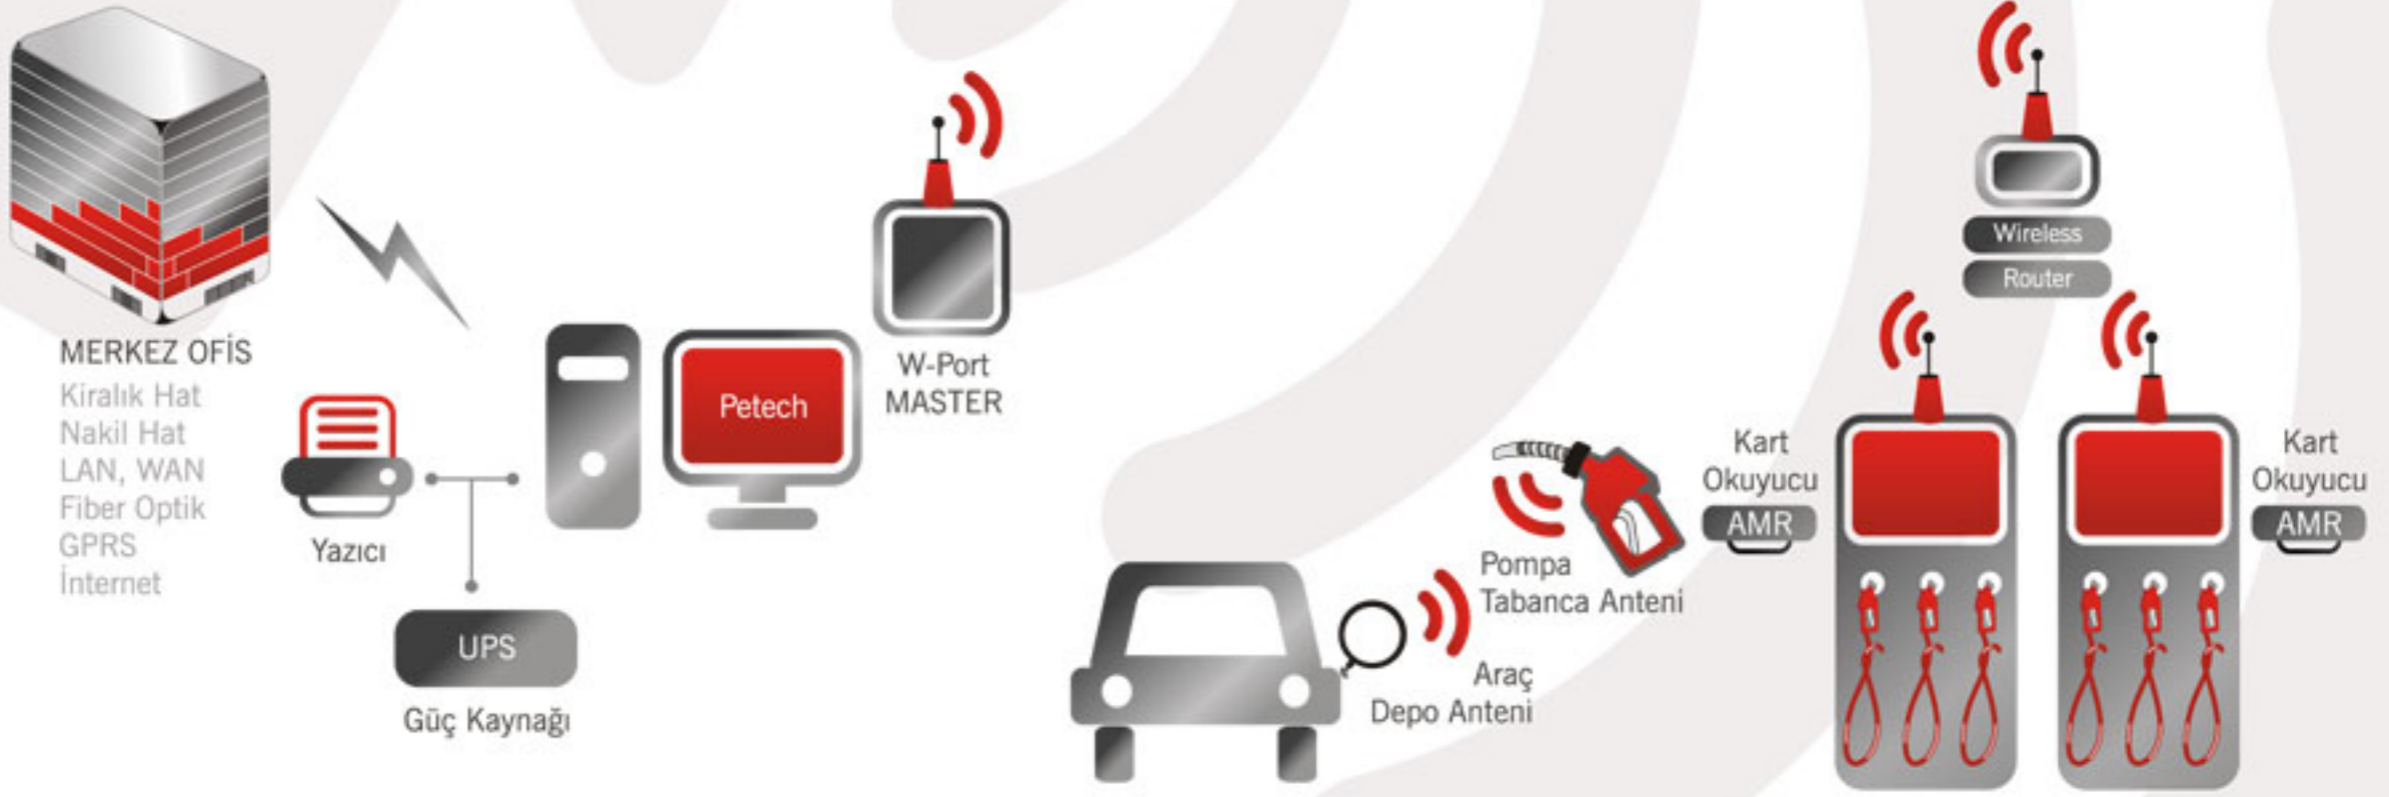 MERKEZ OFİS
Kiralık Hat
Nakil Hat
LAN, WAN
Fiber Optik
GPRS
İnternet
Yazıcı
UPS
Güç Kaynağı
Petech
W-Port
MASTER
Araç
Depo Anteni
Pompa
Tabanca Anteni
Kart
Okuyucu
AMR
Wireless
Router
Kart
Okuyucu
AMR